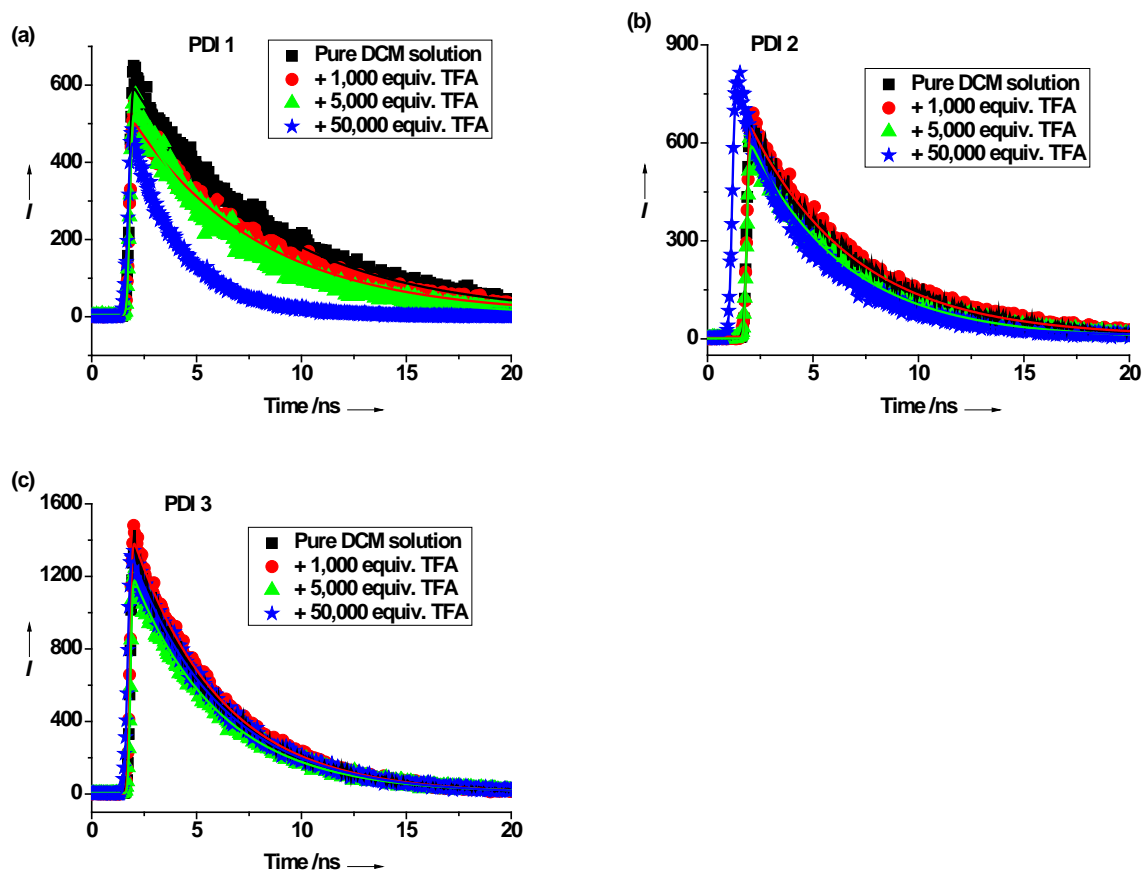 (a)
PDI 1
Pure DCM solution
+ 1,000 equiv. TFA
+ 5,000 equiv. TFA
+ 50,000 equiv. TFA
600
400
200
0
I
0 5 10 15 20
Time /ns
(b)
PDI 2
Pure DCM solution
+ 1,000 equiv. TFA
+ 5,000 equiv. TFA
+ 50,000 equiv. TFA
900
600
300
0
I
0 5 10 15 20
Time /ns
(c)
PDI 3
Pure DCM solution
+ 1,000 equiv. TFA
+ 5,000 equiv. TFA
+ 50,000 equiv. TFA
1600
1200
800
400
0
I
0 5 10 15 20
Time /ns